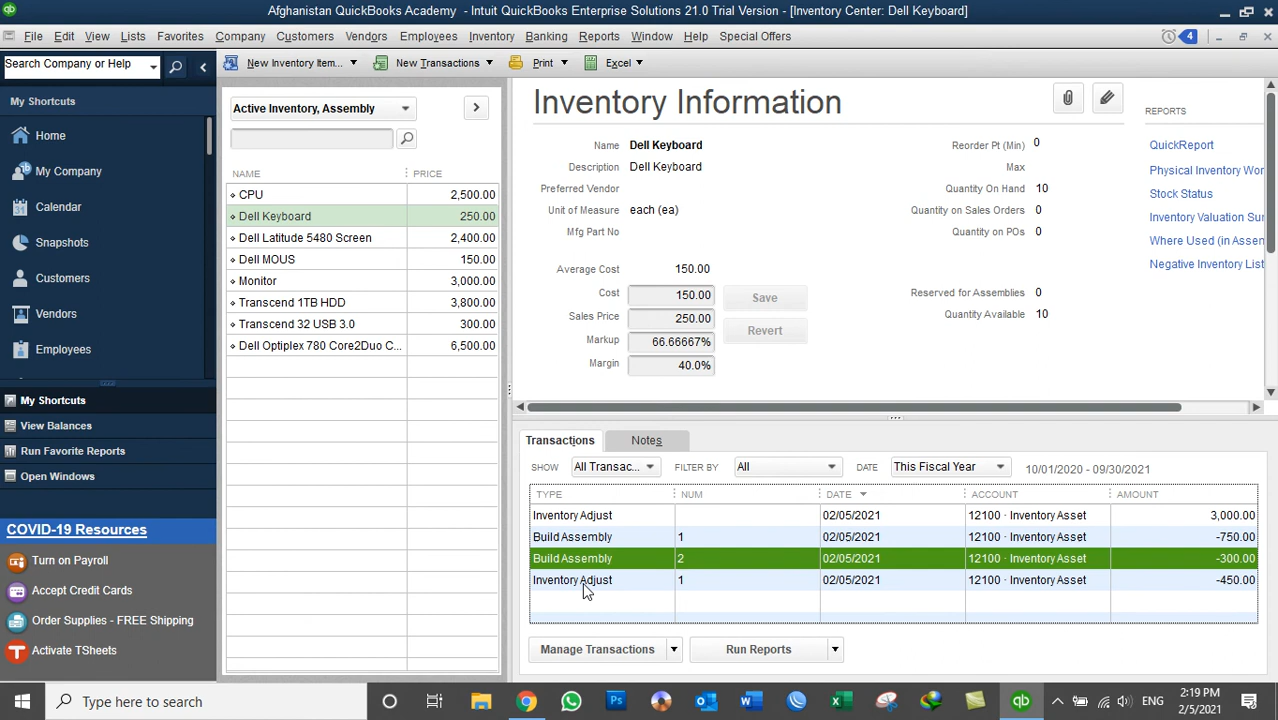 Afghanistan QuickBooks Academy - Intuit QuickBooks Enterprise Solutions 21.0 Trial Version - [Inventory Center: Dell Keyboard]
File Edit View Lists Favorites Company Customers Vendors Employees Inventory Banking Reports Window Help Special Offers 4
Search Company or Help
New Inventory Item... New Transactions Print Excel
My Shortcuts
Home
My Company
Calendar
Snapshots
Customers
Vendors
Employees
My Shortcuts
View Balances
Run Favorite Reports
Open Windows
COVID-19 Resources
Turn on Payroll
Accept Credit Cards
Order Supplies - FREE Shipping
Activate TSheets
Active Inventory, Assembly
NAME PRICE
CPU 2,500.00
Dell Keyboard 250.00
Dell Latitude 5480 Screen 2,400.00
Dell MOUS 150.00
Monitor 3,000.00
Transcend 1TB HDD 3,800.00
Transcend 32 USB 3.0 300.00
Dell Optiplex 780 Core2Duo C... 6,500.00
Inventory Information
Name Dell Keyboard
Description Dell Keyboard
Preferred Vendor
Unit of Measure each (ea)
Mfg Part No
Average Cost 150.00
Cost 150.00 Save
Sales Price 250.00
Revert
Markup 66.66667%
Margin 40.0%
Reorder Pt (Min) 0
Max
Quantity On Hand 10
Quantity on Sales Orders 0
Quantity on POs 0
Reserved for Assemblies 0
Quantity Available 10
REPORTS
QuickReport
Physical Inventory Wor
Stock Status
Inventory Valuation Sur
Where Used (in Assen
Negative Inventory List
Transactions Notes
SHOW All Transac... FILTER BY All DATE This Fiscal Year 10/01/2020 - 09/30/2021
TYPE NUM DATE ACCOUNT AMOUNT
Inventory Adjust 02/05/2021 12100 · Inventory Asset 3,000.00
Build Assembly 1 02/05/2021 12100 · Inventory Asset -750.00
Build Assembly 2 02/05/2021 12100 · Inventory Asset -300.00
Inventory Adjust 1 02/05/2021 12100 · Inventory Asset -450.00
Manage Transactions Run Reports
Type here to search
ENG
2:19 PM
2/5/2021